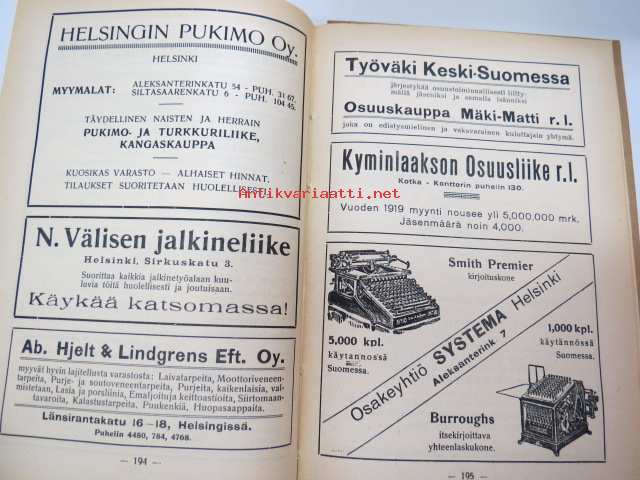 HELSINGIN PUKIMO Oy.
HELSINKI
MYYMALAT: ALEKSANTERINKATU 54 - PUH. 31 67.
SILTASAARENKATU 6 - PUH. 104 45.
TÄYDELLINEN NAISTEN JA HERRAIN
PUKIMO- JA TURKKURILIIKE,
KANGASKAUPPA
KUOSIKAS VARASTO — ALHAISET HINNAT.
TILAUKSET SUORITETAAN HUOLELLISESTI
N. Välisen jalkineliike
Helsinki, Sirkuskatu 3.
Suorittaa kaikkia jalkinetyöalaan kuu-
luvia töitä huolellisesti ja joutuisaan.
Käykää katsomassa!
Ab. Hjelt & Lindgrens Eft. Oy.
myyvät hyvin lajitellusta varastosta: Laivatarpeita, Moottoriveneen-
tarpeita, Purje- ja soutoveneentarpeita, Purjeita, kaikenlaisia, val-
mistetaan, Lasia ja porsliinia, Emaljoituja keittoastioita, Siirtomaan-
tavaroita, Kalastustarpeita, Puukenkiä, Huopasaappaita.
Länsirantakatu 16—18, Helsingissä.
Puhelin 4480, 784, 4768.
— 194 —
Työväki Keski-Suomessa
järjestykää osuustoiminnallisesti liitty-
millä jäseniksi ja samalla isänniksi
Osuuskauppa Mäki-Matti r. l.
joka on edistysmielinen ja vakavarainen kuluttajain yhtymä.
Kyminlaakson Osuusliike r. l.
Kotka - Konttorin puhelin 130.
Vuoden 1919 myynti nousee yli 5,000,000 mrk.
Jäsenmäärä noin 4,000.
Smith Premier
kirjoituskone
5,000 kpl.
käytännössä
Suomessa.
Osakeyhtiö SYSTEMA Helsinki
Aleksanterink 7
1,000 kpl.
käytännössä
Suomessa.
Burroughs
itsekirjoittava
yhteenlaskukone.
— 195 —
antikvariaatti.net